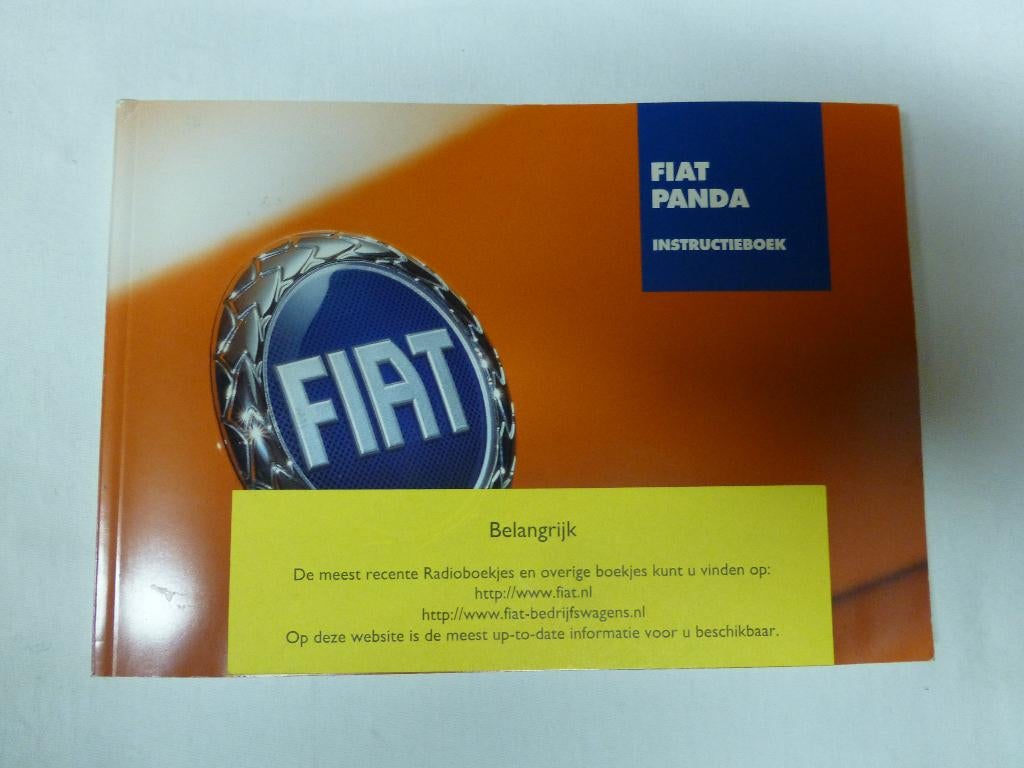 FIAT
PANDA
INSTRUCTIEBOEK
FIAT
Belangrijk
De meest recente Radioboekjes en overige boekjes kunt u vinden op:
http://www.fiat.nl
http://www.fiat-bedrijfswagens.nl
Op deze website is de meest up-to-date informatie voor u beschikbaar.